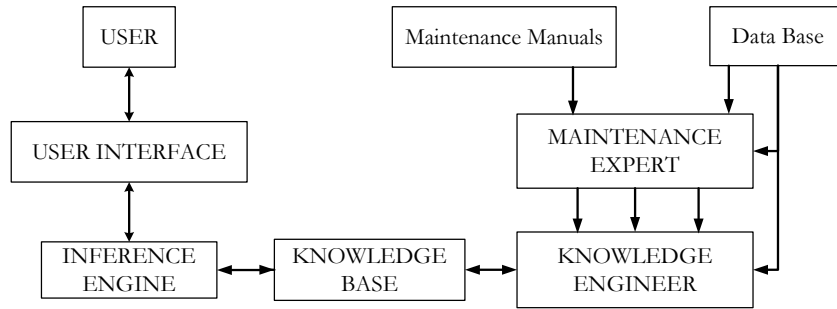 USER
Maintenance Manuals
Data Base
USER INTERFACE
MAINTENANCE
EXPERT
INFERENCE
ENGINE
KNOWLEDGE
BASE
KNOWLEDGE
ENGINEER